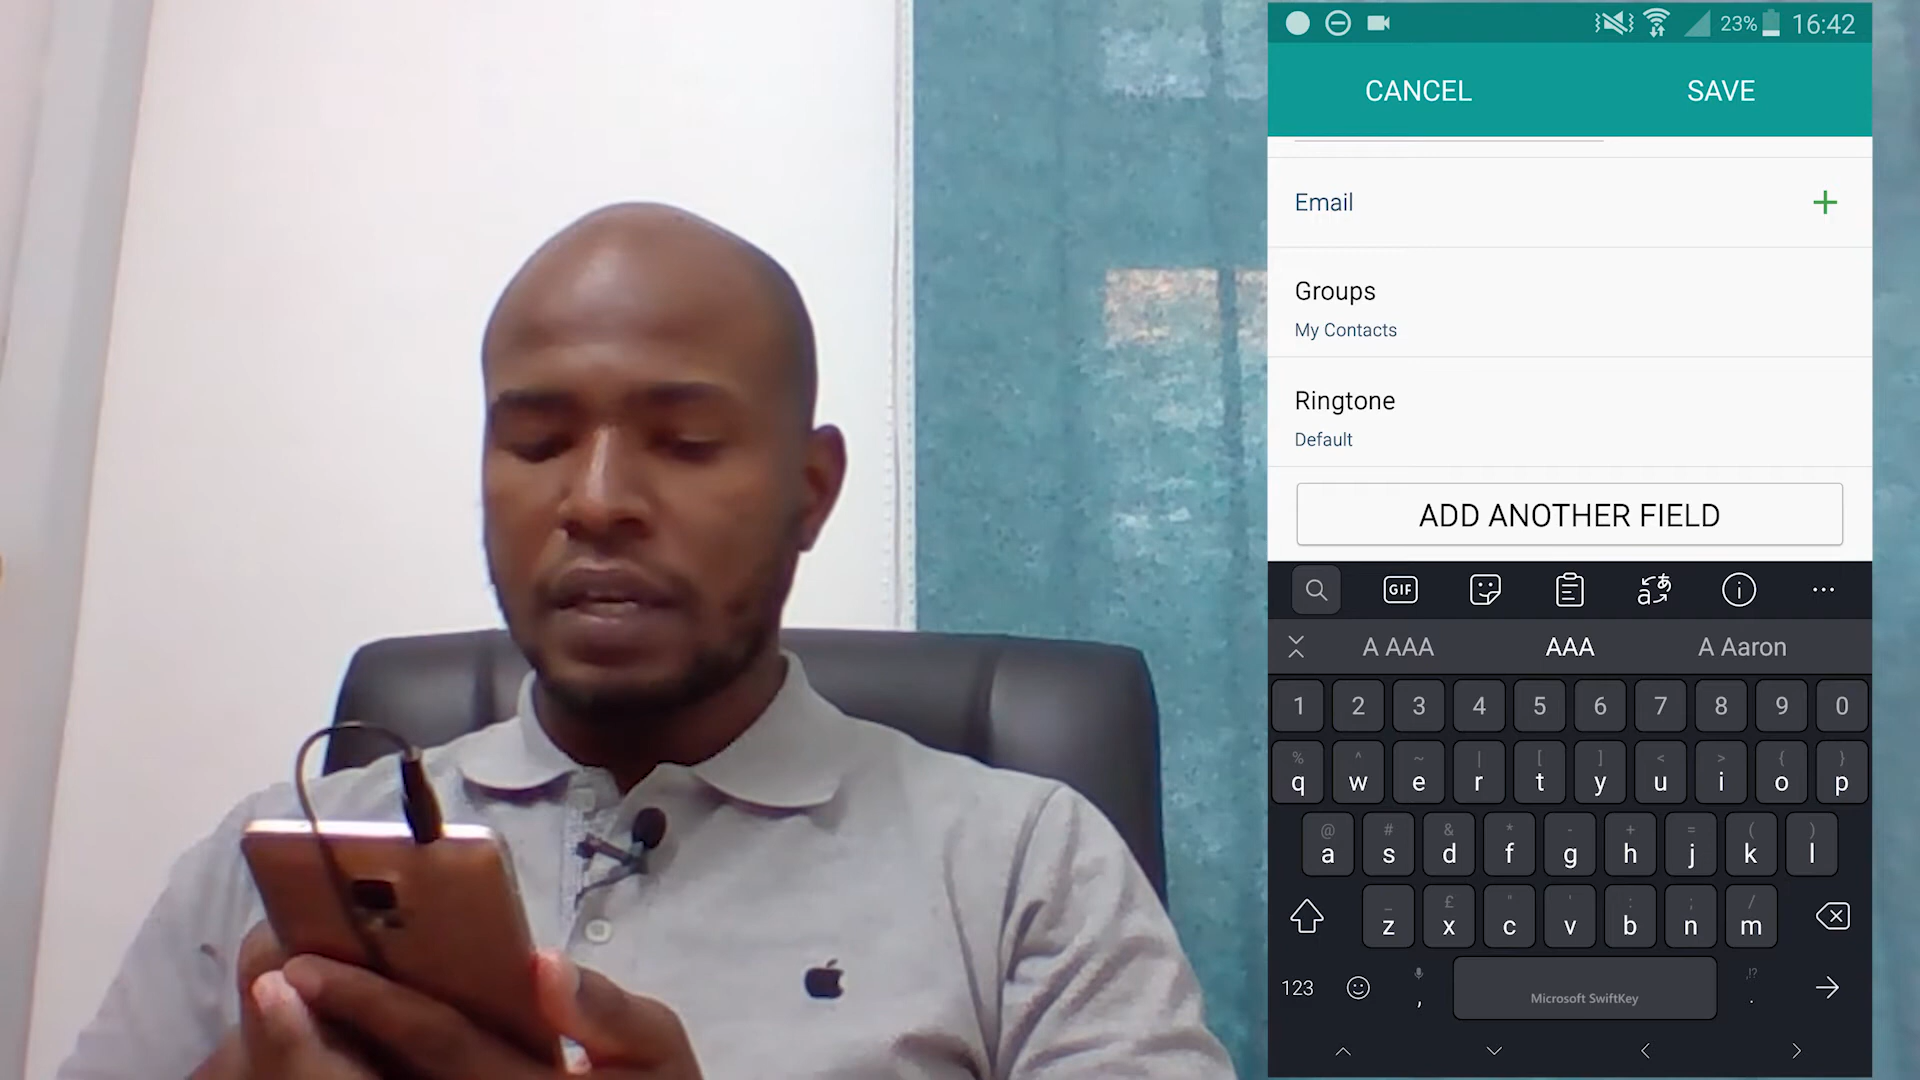 23% 16:42
CANCEL SAVE
Email +
Groups
My Contacts
Ringtone
Default
ADD ANOTHER FIELD
GIF
A AAA AAA A Aaron
1 2 3 4 5 6 7 8 9 0
% ^ ~ | [ ] < > { }
q w e r t y u i o p
@ # & * - + = ( )
a s d f g h j k l
_ £ " ' : ; /
z x c v b n m
123 , Microsoft SwiftKey ,!? .